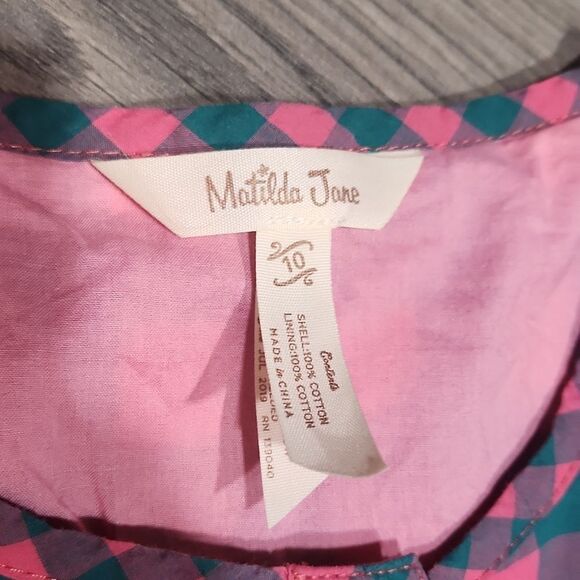 Matilda Jane
10
Contents
SHELL:100% COTTON
LINING:100% COTTON
MADE in CHINA
JUL 2019
RN 139040